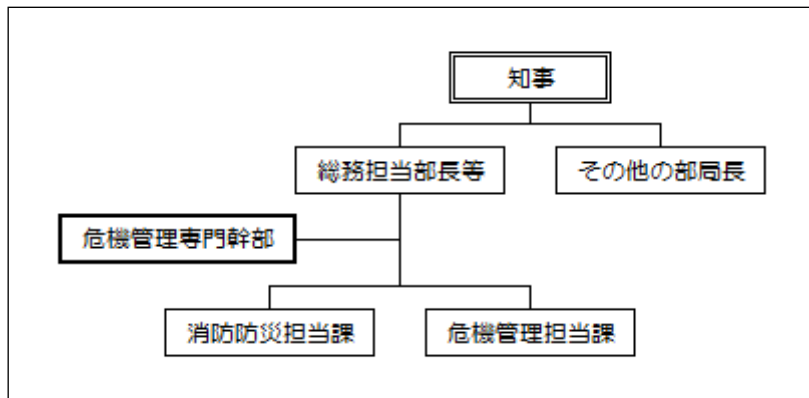 知事
総務担当部長等
その他の部局長
危機管理専門幹部
消防防災担当課
危機管理担当課